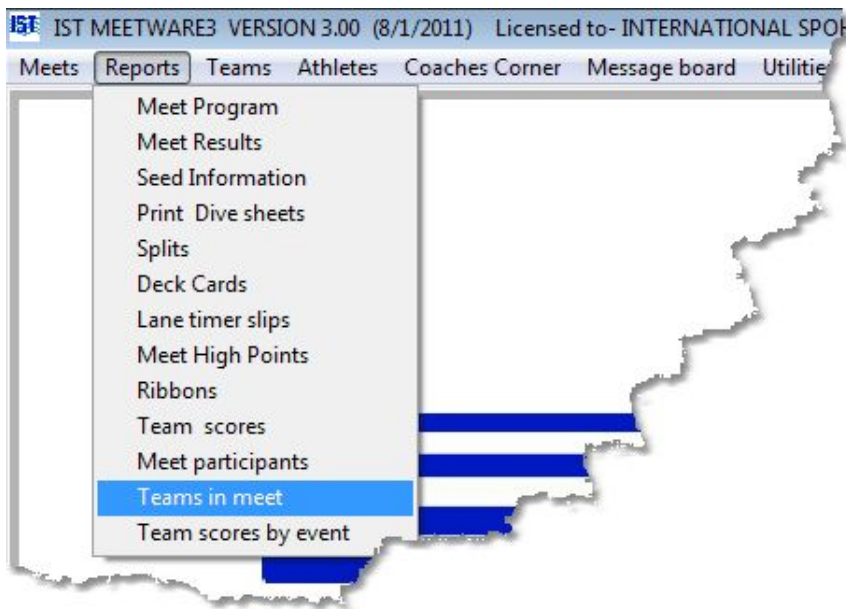 IST IST MEETWARE3 VERSION 3.00 (8/1/2011) Licensed to- INTERNATIONAL
Meets Reports Teams Athletes Coaches Corner Message board
Meet Program
Meet Results
Seed Information
Print Dive sheets
Splits
Deck Cards
Lane timer slips
Meet High Points
Ribbons
Team scores
Meet participants
Teams in meet
Team scores by event